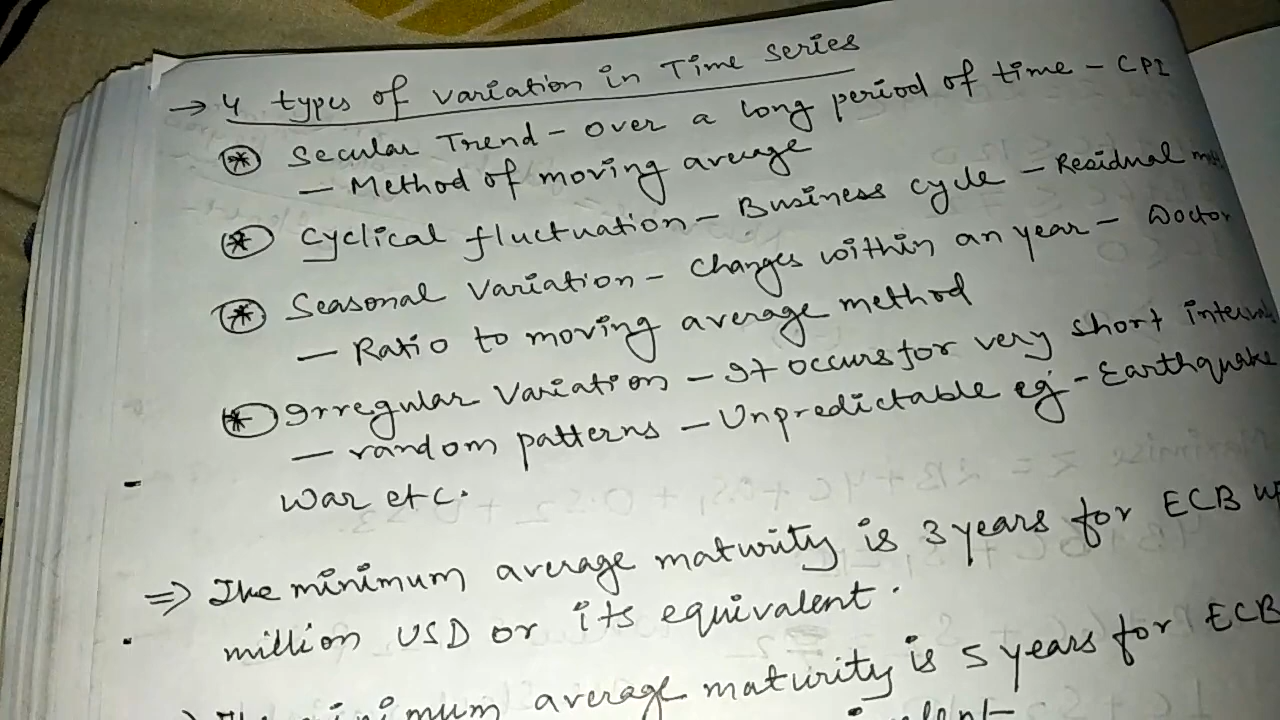 → 4 types of variation in Time series
Secular Trend - over a long period of time - CPI
- Method of moving average
Cyclical fluctuation - Business cycle - Residual
Seasonal Variation - Changes within an year - Doctor
- Ratio to moving average method
Irregular Variation - It occurs for very short interval
- random patterns - Unpredictable eg - Earthquake
War etc.
⇒ The minimum average maturity is 3 years for ECB
million USD or its equivalent.
average maturity is 5 years for ECB